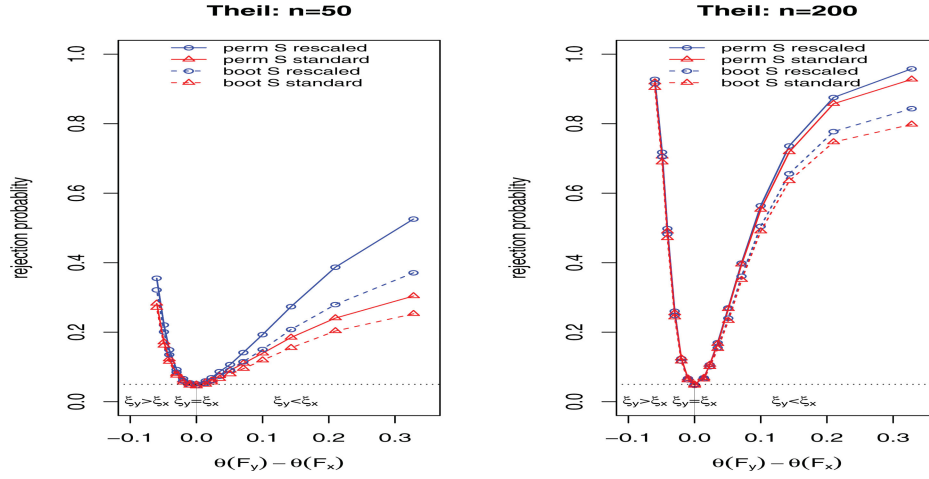 Theil: n=50
perm S rescaled
perm S standard
boot S rescaled
boot S standard
rejection probablity
1.0
0.8
0.6
0.4
0.2
0.0
ξy>ξx ξy=ξx ξy<ξx
−0.1 0.0 0.1 0.2 0.3
θ(Fy) − θ(Fx)
Theil: n=200
perm S rescaled
perm S standard
boot S rescaled
boot S standard
rejection probablity
1.0
0.8
0.6
0.4
0.2
0.0
ξy>ξx ξy=ξx ξy<ξx
−0.1 0.0 0.1 0.2 0.3
θ(Fy) − θ(Fx)